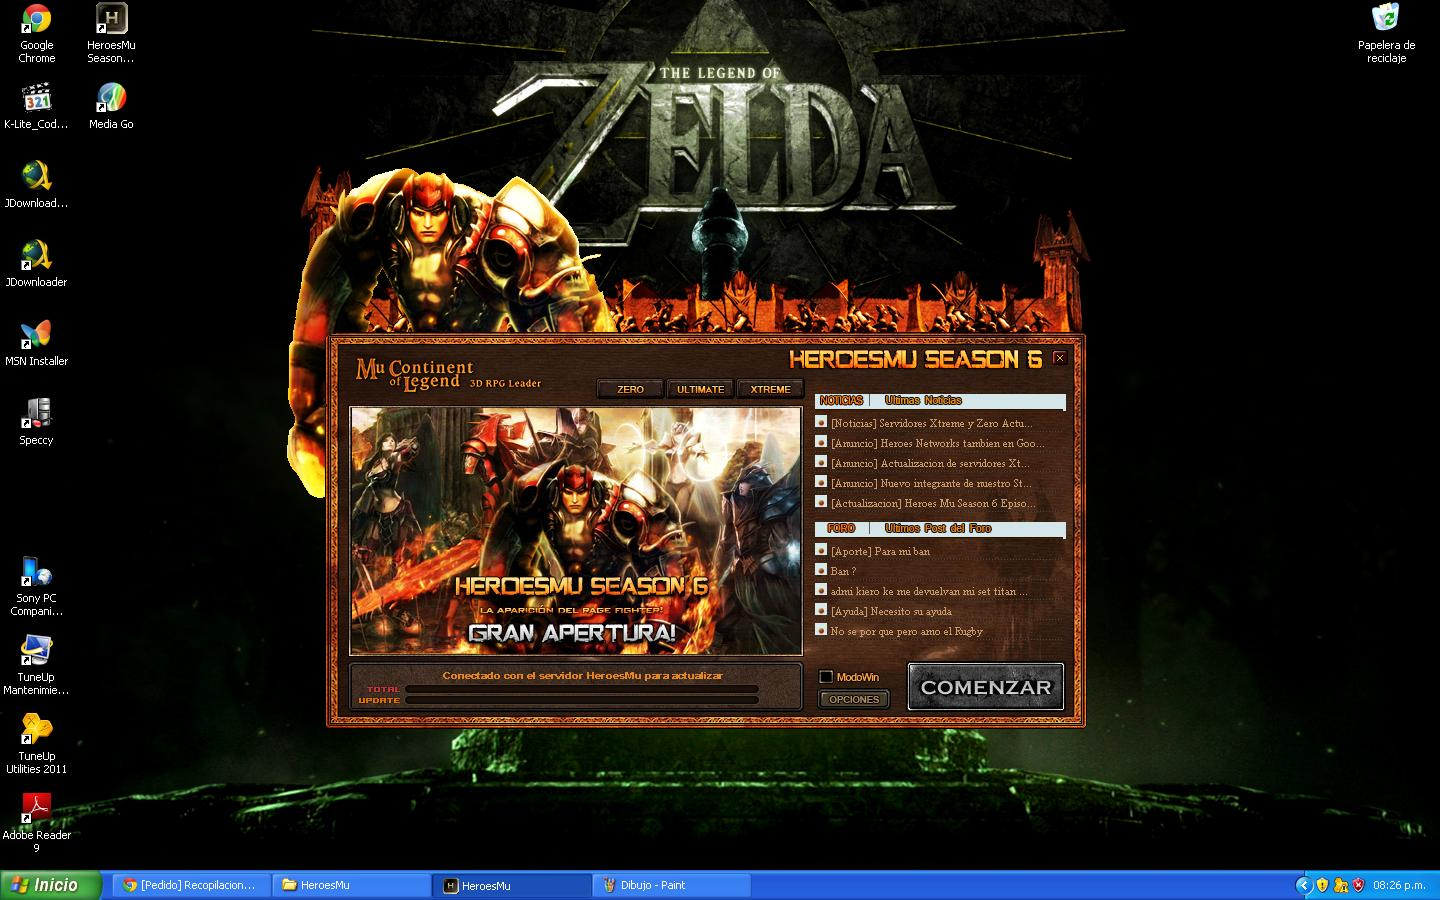 Google
Chrome
HeroesMu
Season...
Papelera de
reciclaje
K-Lite_Cod...
Media Go
JDownload...
JDownloader
MSN Installer
Speccy
Sony PC
Compani...
TuneUp
Mantenimie...
TuneUp
Utilities 2011
Adobe Reader
9
THE LEGEND OF
ZELDA
Mu Continent
of Legend 3D RPG Leader
HEROESMU SEASON 6
ZERO ULTIMATE XTREME
HEROESMU SEASON 6
LA APARICIÓN DEL RAGE FIGHTER!
GRAN APERTURA!
NOTICIAS Ultimas Noticias
[Noticias] Servidores Xtreme y Zero Actu...
[Anuncio] Heroes Networks tambien en Goo...
[Anuncio] Actualizacion de servidores Xt...
[Anuncio] Nuevo integrante de nuestro St...
[Actualizacion] Heroes Mu Season 6 Episo...
FORO Ultimos Post del Foro
[Aporte] Para mi ban
Ban ?
admi kiero ke me devuelvan mi set titan ...
[Ayuda] Necesito su ayuda
No se por que pero amo el Rugby
Conectado con el servidor HeroesMu para actualizar
TOTAL
UPDATE
ModoWin
OPCIONES
COMENZAR
Inicio
[Pedido] Recopilacion...
HeroesMu
HeroesMu
Dibujo - Paint
08:26 p.m.